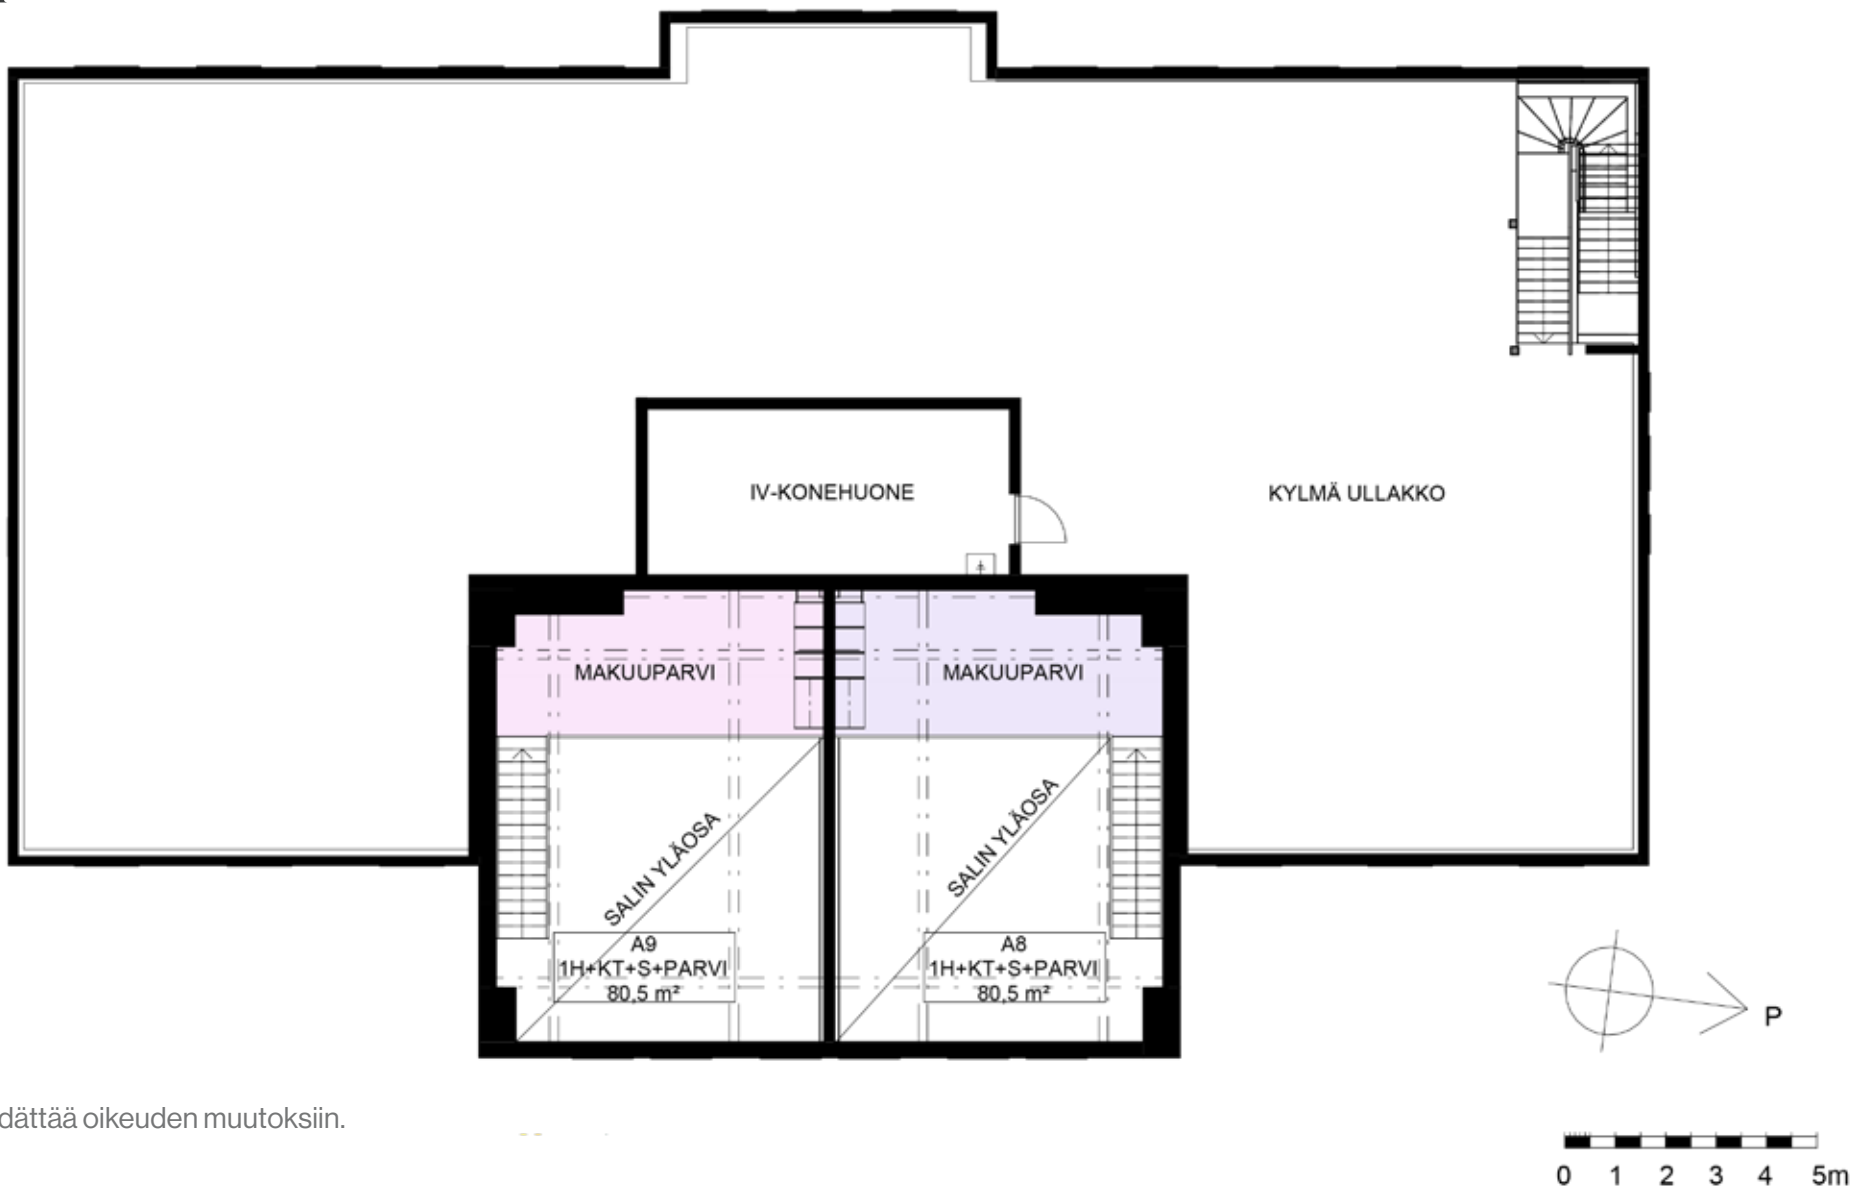 IV-KONEHUONE
KYLMÄ ULLAKKO
MAKUUPARVI
MAKUUPARVI
SALIN YLÄOSA
SALIN YLÄOSA
A9
1H+KT+S+PARVI
80,5 m²
A8
1H+KT+S+PARVI
80,5 m²
P
dättää oikeuden muutoksiin.
0 1 2 3 4 5m